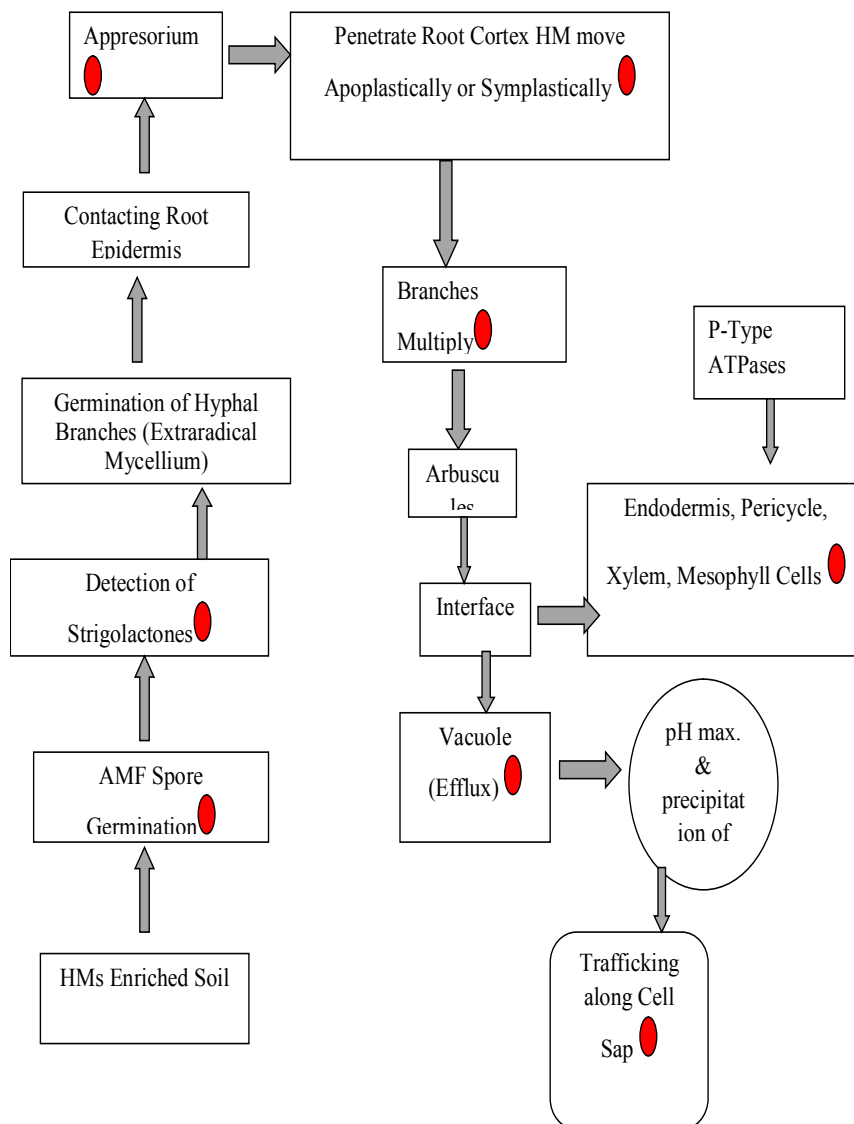 Appresorium
Penetrate Root Cortex HM move
Apoplastically or Symplastically
Contacting Root
Epidermis
Branches
Multiply
P-Type
ATPases
Germination of Hyphal
Branches (Extraradical
Mycellium)
Arbuscu
les
Endodermis, Pericycle,
Xylem, Mesophyll Cells
Detection of
Strigolactones
Interface
Vacuole
(Efflux)
pH max.
&
precipitat
ion of
AMF Spore
Germination
HMs Enriched Soil
Trafficking
along Cell
Sap